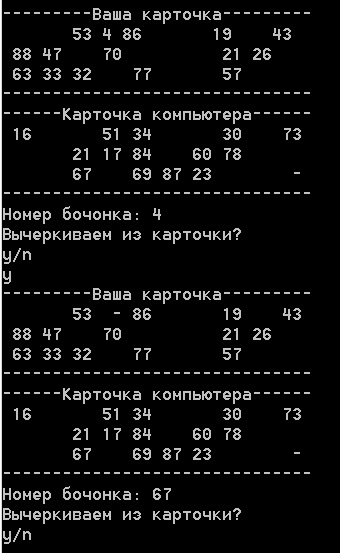 ---------Ваша карточка---------
       53 4 86       19    43
 88 47    70          21 26
 63 33 32    77       57
-------------------------------
------Карточка компьютера------
 16       51 34       30    73
       21 17 84    60 78
       67    69 87 23        -
-------------------------------
Номер бочонка: 4
Вычеркиваем из карточки?
y/n
y
---------Ваша карточка---------
       53  - 86       19    43
 88 47    70          21 26
 63 33 32    77       57
-------------------------------
------Карточка компьютера------
 16       51 34       30    73
       21 17 84    60 78
       67    69 87 23        -
-------------------------------
Номер бочонка: 67
Вычеркиваем из карточки?
y/n